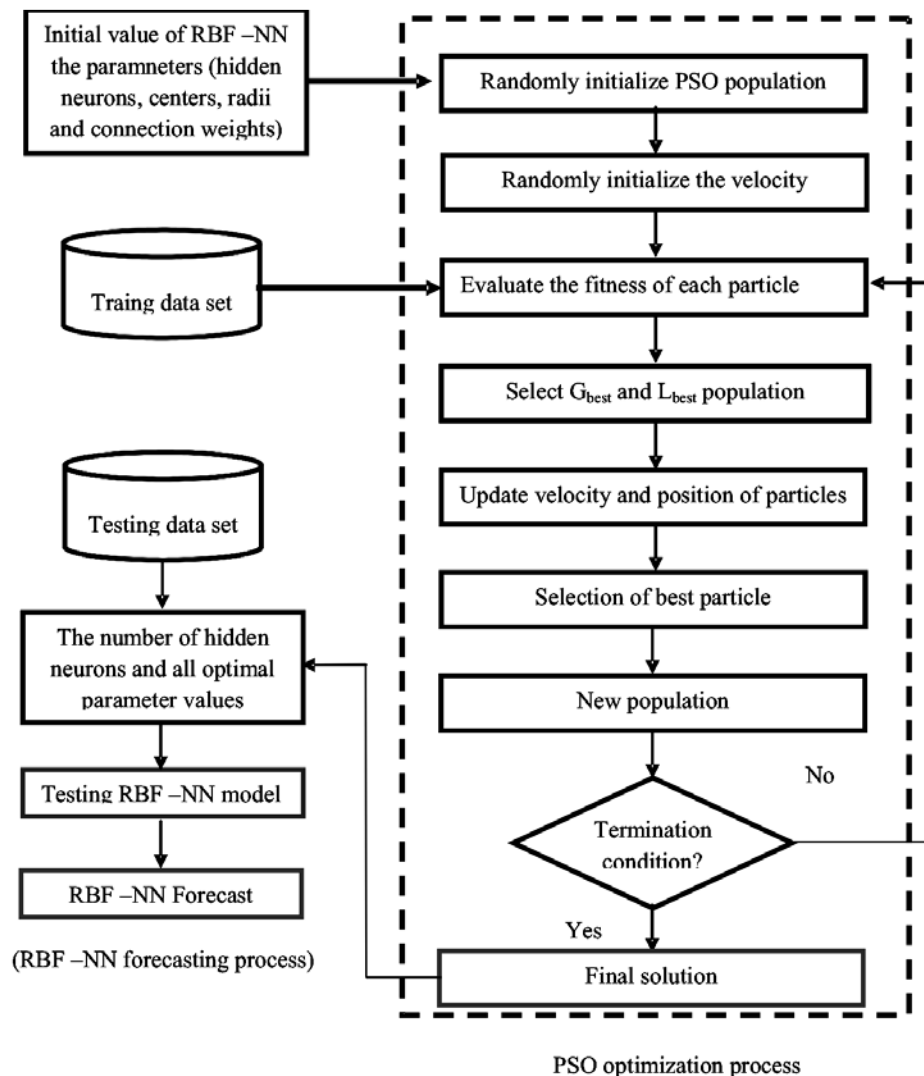 Initial value of RBF –NN
the paramneters (hidden
neurons, centers, radii
and connection weights)
Randomly initialize PSO population
Randomly initialize the velocity
Traing data set
Evaluate the fitness of each particle
Select Gbest and Lbest population
Update velocity and position of particles
Testing data set
Selection of best particle
The number of hidden
neurons and all optimal
parameter values
New population
No
Testing RBF –NN model
Termination
condition?
RBF –NN Forecast
Yes
(RBF –NN forecasting process)
Final solution
PSO optimization process